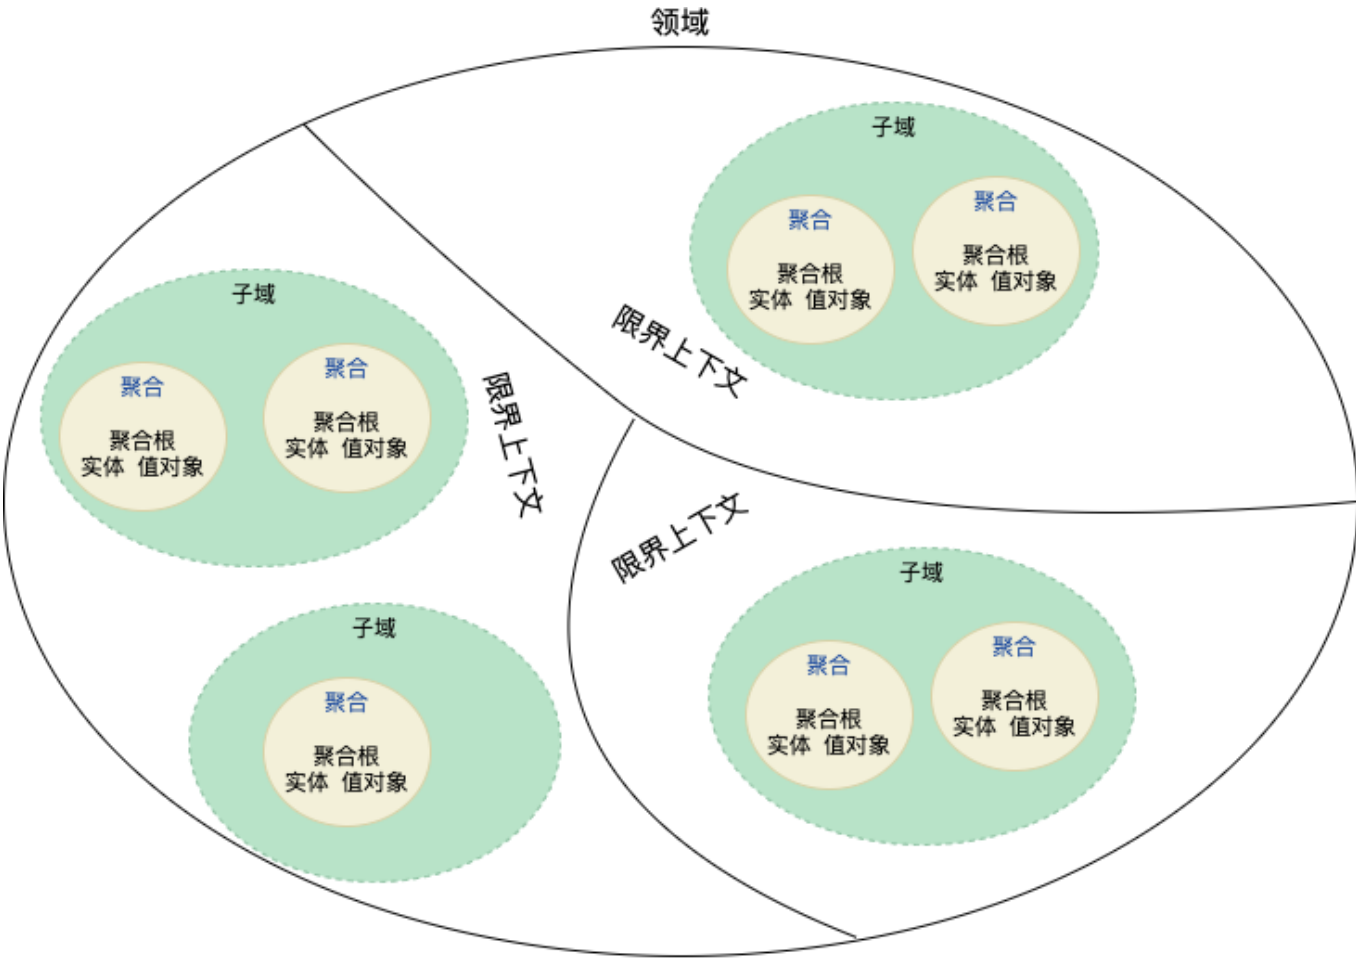 领域
子域
聚合
聚合根
实体 值对象
聚合
聚合根
实体 值对象
限界上下文
子域
聚合
聚合根
实体 值对象
聚合
聚合根
实体 值对象
限界上下文
子域
聚合
聚合根
实体 值对象
限界上下文
子域
聚合
聚合根
实体 值对象
聚合
聚合根
实体 值对象